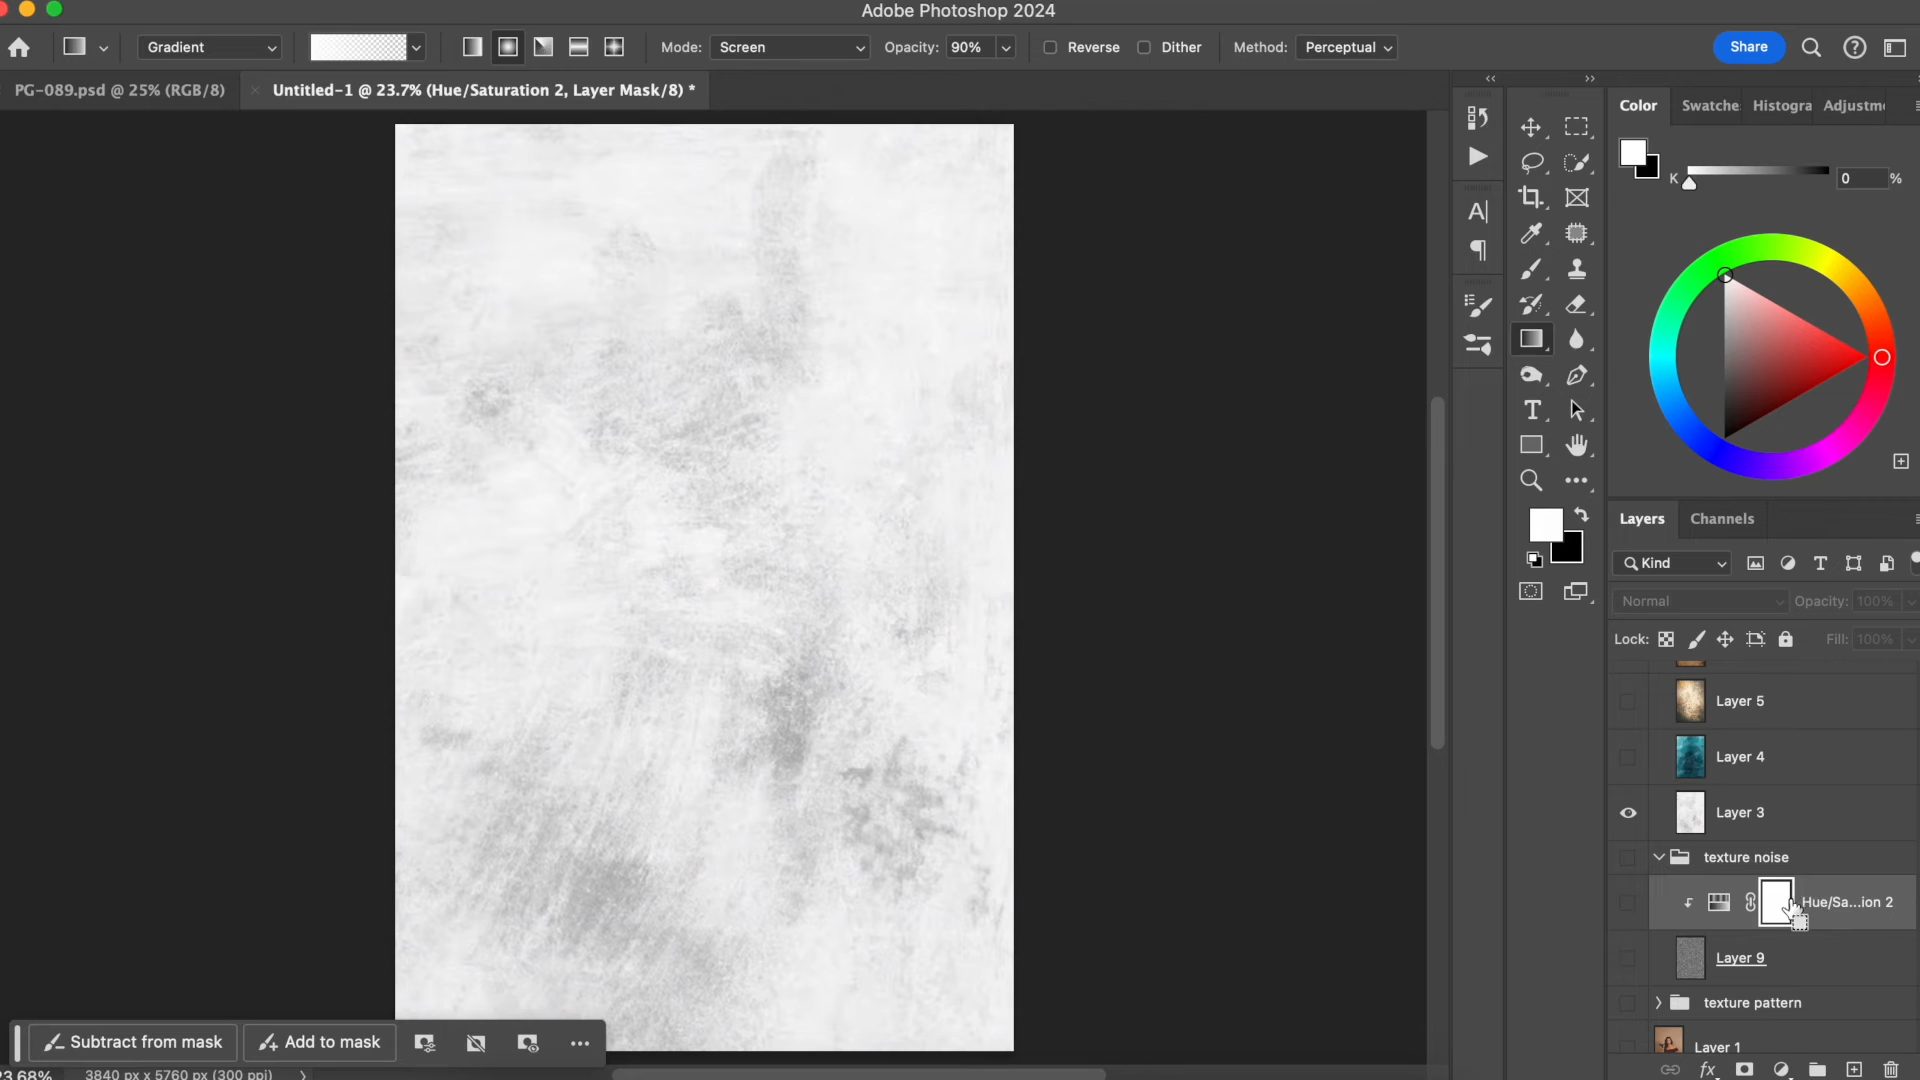 Adobe Photoshop 2024
Gradient
Mode: Screen
Opacity: 90%
Reverse
Dither
Method: Perceptual
Share
PG-089.psd @ 25% (RGB/8)
Untitled-1 @ 23.7% (Hue/Saturation 2, Layer Mask/8) *
Color
Swatche
Histogra
Adjustm
K
0
%
Layers
Channels
Kind
Normal
Opacity: 100%
Lock:
Fill: 100%
Layer 5
Layer 4
Layer 3
texture noise
Hue/Sa...ion 2
Layer 9
texture pattern
Layer 1
Subtract from mask
Add to mask
23.68%
3840 px x 5760 px (300 ppi)